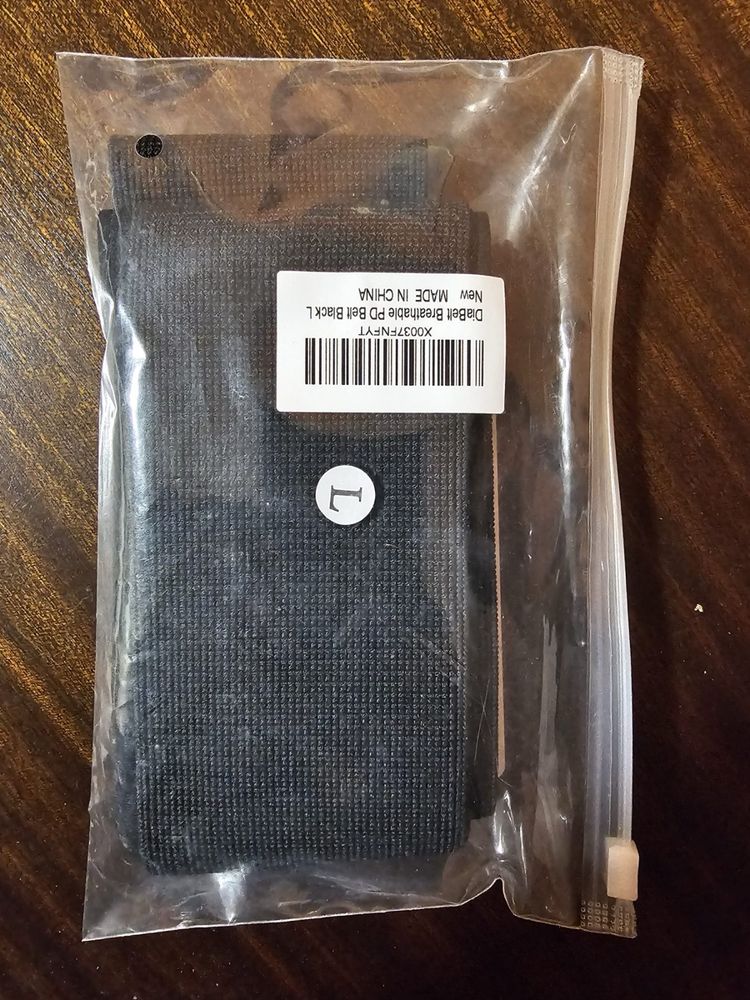 X0037FNFYT
DiaBelt Breathable PD Belt Black L
New MADE IN CHINA
L